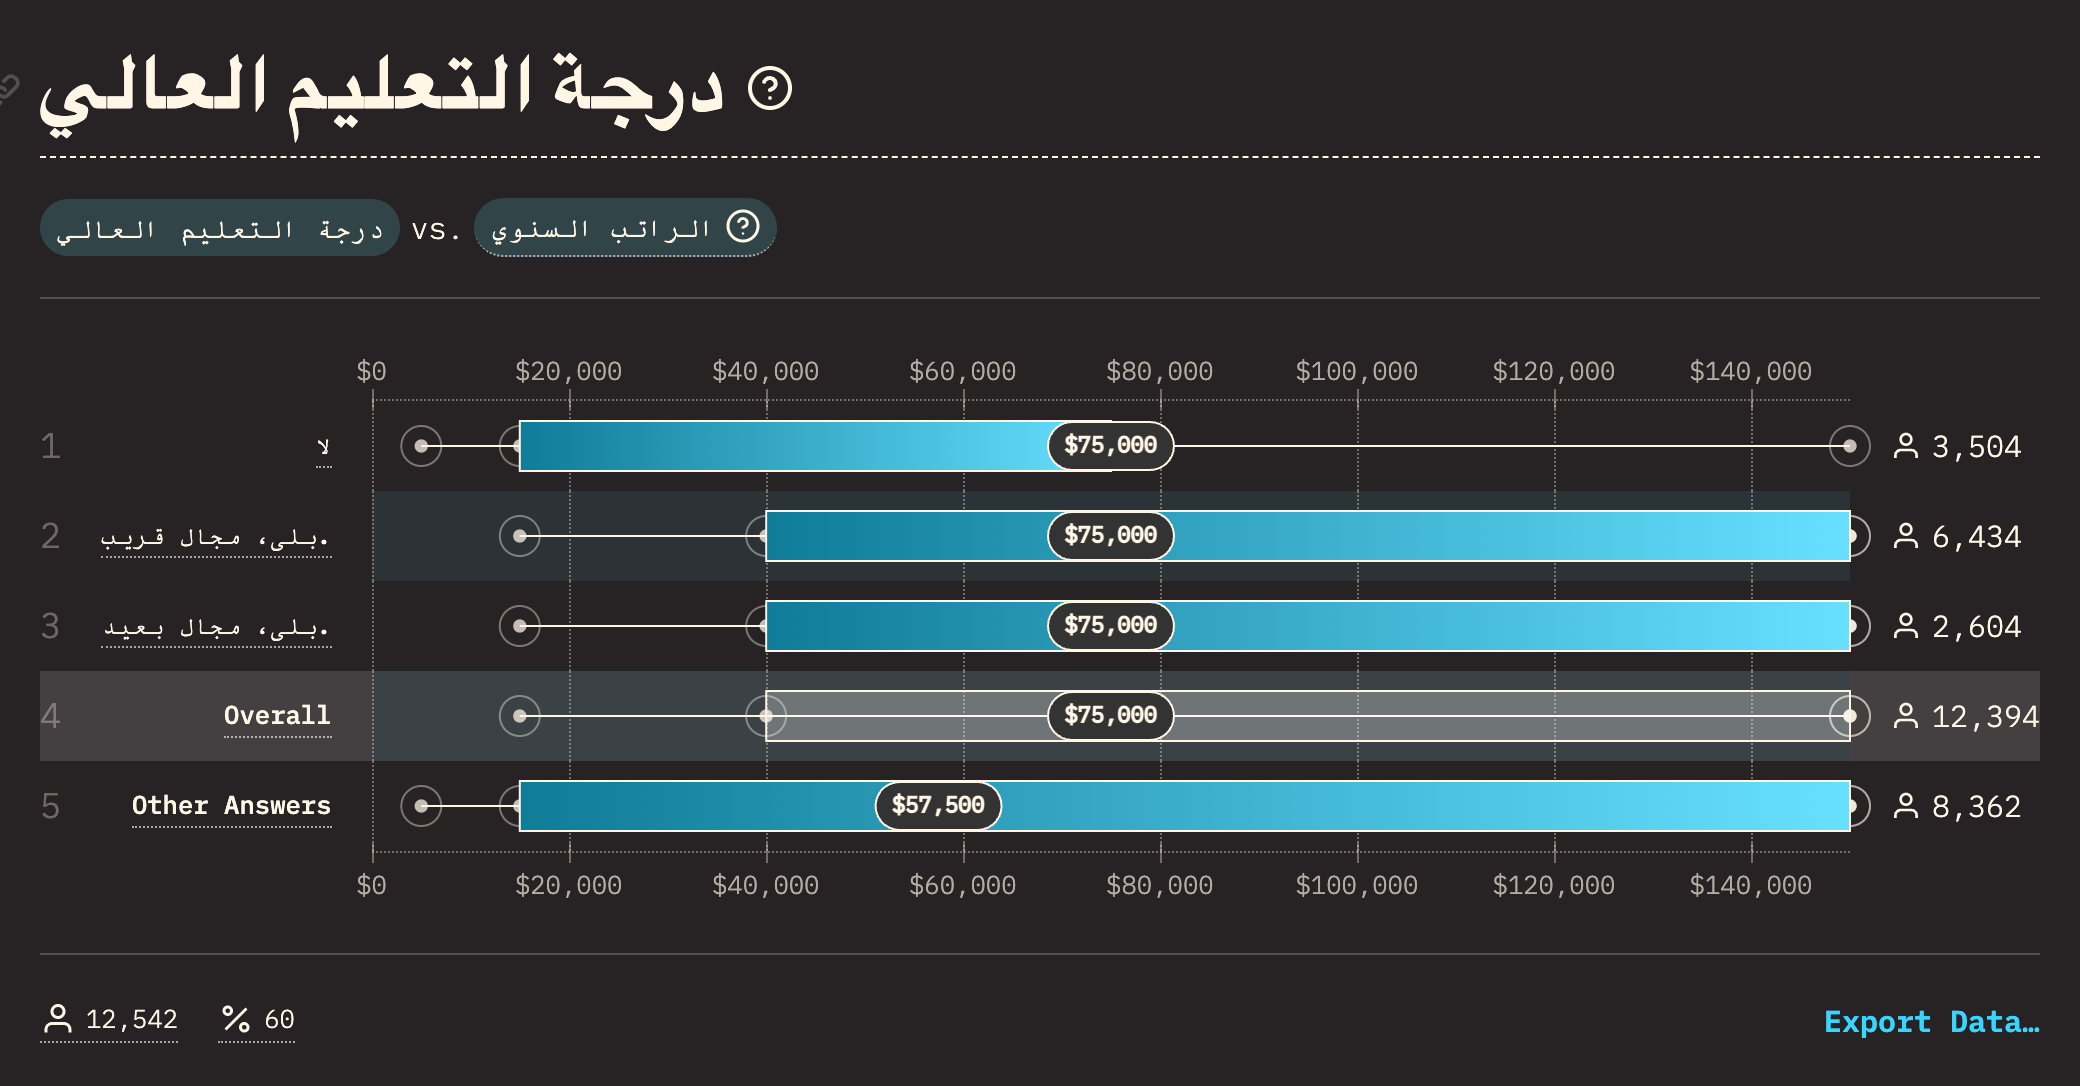 درجة التعليم العالي
درجة التعليم العالي vs. الراتب السنوي
$0 $20,000 $40,000 $60,000 $80,000 $100,000 $120,000 $140,000
1 لا $75,000 3,504
2 بلى، مجال قريب. $75,000 6,434
3 بلى، مجال بعيد. $75,000 2,604
4 Overall $75,000 12,394
5 Other Answers $57,500 8,362
$0 $20,000 $40,000 $60,000 $80,000 $100,000 $120,000 $140,000
12,542 % 60 Export Data…